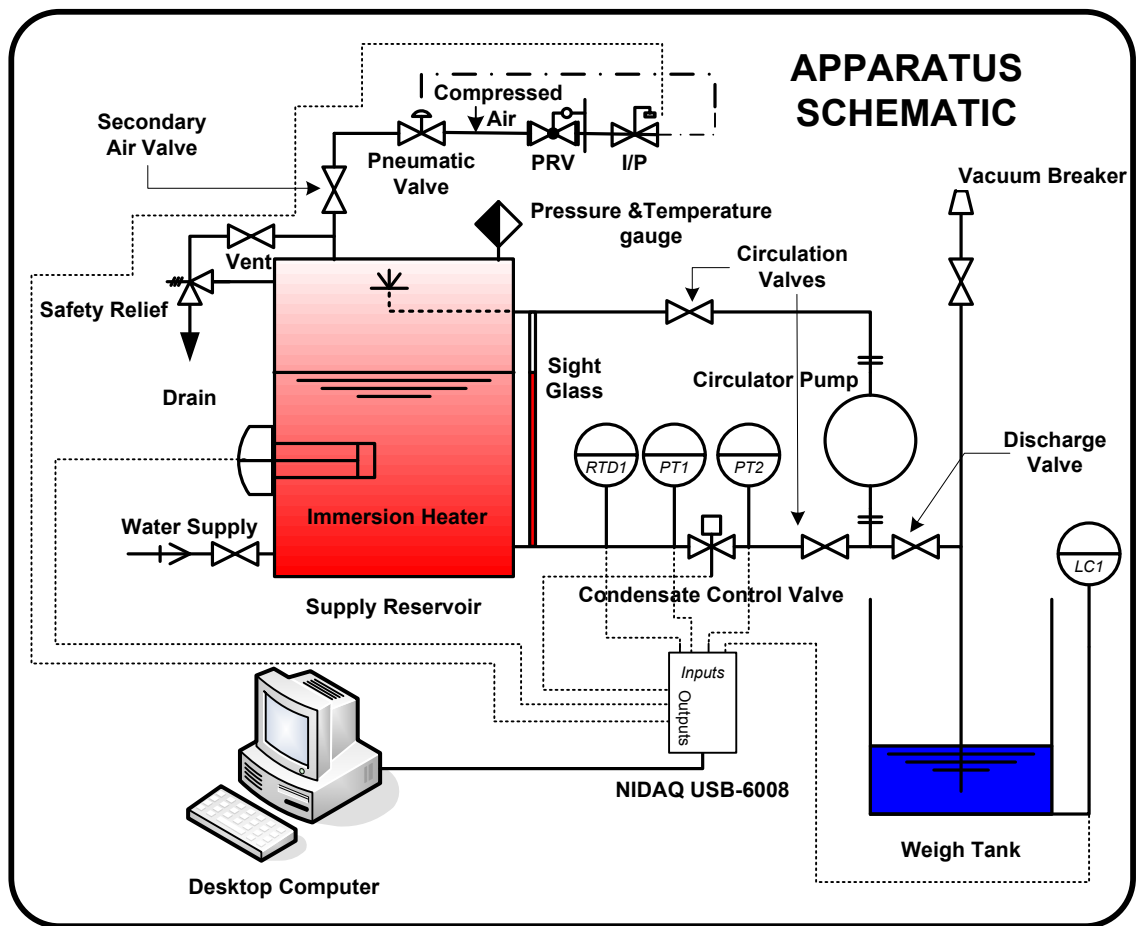 APPARATUS
SCHEMATIC
Compressed
Air
Secondary
Air Valve
Pneumatic
Valve
PRV
I/P
Vacuum Breaker
Pressure &Temperature
gauge
Vent
Circulation
Valves
Safety Relief
Sight
Glass
Circulator Pump
Drain
Discharge
Valve
RTD1
PT1
PT2
Immersion Heater
Water Supply
LC1
Supply Reservoir
Condensate Control Valve
Inputs
Outputs
NIDAQ USB-6008
Weigh Tank
Desktop Computer